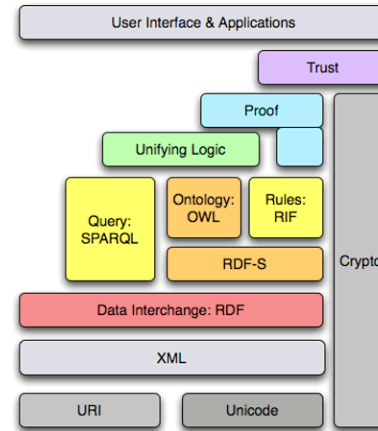 User Interface & Applications
Trust
Proof
Unifying Logic
Query:
SPARQL
Ontology:
OWL
Rules:
RIF
RDF-S
Crypto
Data Interchange: RDF
XML
URI
Unicode